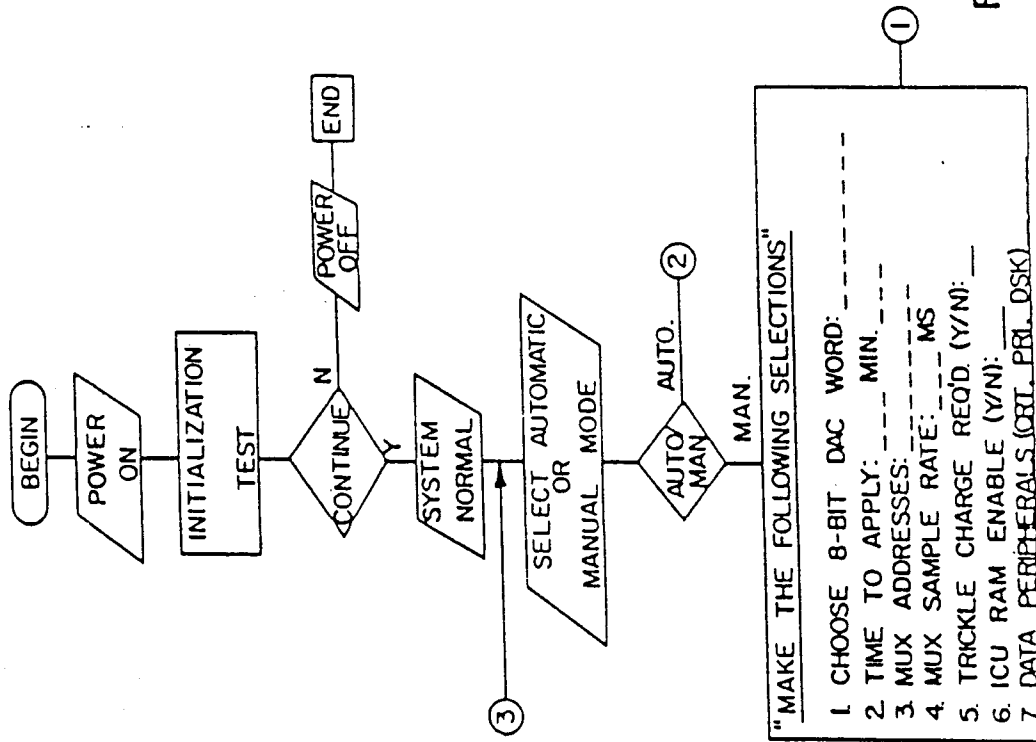 BEGIN
POWER
ON
INITIALIZATION
TEST
CONTINUE
N
POWER
OFF
END
Y
SYSTEM
NORMAL
3
SELECT AUTOMATIC
OR
MANUAL MODE
AUTO
MAN
AUTO.
2
MAN.
"MAKE THE FOLLOWING SELECTIONS"
1. CHOOSE 8-BIT DAC WORD: _ _ _ _ _ _ _ _
2. TIME TO APPLY: _ _ _ MIN. _ _ _
3. MUX ADDRESSES: _ _ _ _ _ _ _ _
4. MUX SAMPLE RATE: _ _ _ MS
5. TRICKLE CHARGE REQ'D. (Y/N): _
6. ICU RAM ENABLE (Y/N): _
7. DATA PERIPHERALS (CRT, PRI, DSK)
1